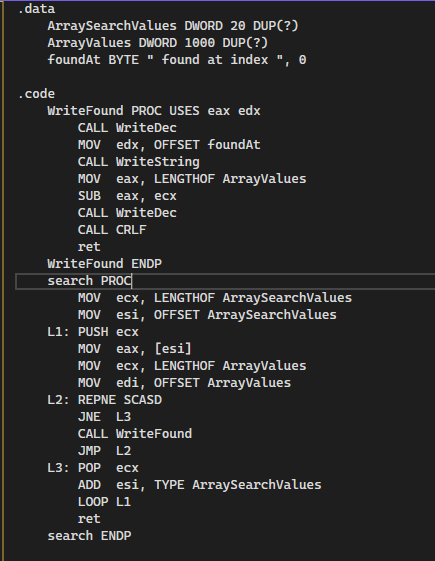 .data
    ArraySearchValues DWORD 20 DUP(?)
    ArrayValues DWORD 1000 DUP(?)
    foundAt BYTE " found at index ", 0

.code
    WriteFound PROC USES eax edx
        CALL WriteDec
        MOV  edx, OFFSET foundAt
        CALL WriteString
        MOV  eax, LENGTHOF ArrayValues
        SUB  eax, ecx
        CALL WriteDec
        CALL CRLF
        ret
    WriteFound ENDP
    search PROC
        MOV  ecx, LENGTHOF ArraySearchValues
        MOV  esi, OFFSET ArraySearchValues
    L1: PUSH ecx
        MOV  eax, [esi]
        MOV  ecx, LENGTHOF ArrayValues
        MOV  edi, OFFSET ArrayValues
    L2: REPNE SCASD
        JNE  L3
        CALL WriteFound
        JMP  L2
    L3: POP  ecx
        ADD  esi, TYPE ArraySearchValues
        LOOP L1
        ret
    search ENDP